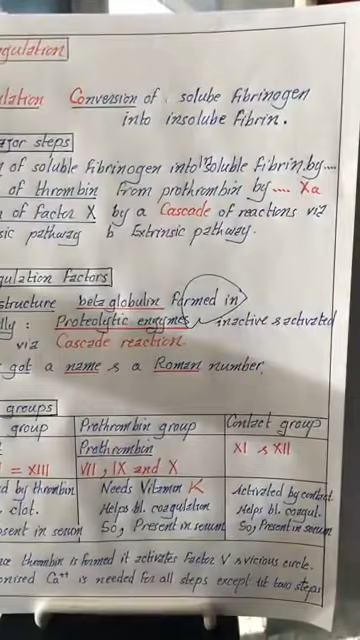 gulation
lation Conversion of solube fibrinogen
into insoluble fibrin.
ajor steps
n of soluble fibrinogen into soluble fibrin by....
of thrombin from prothrombin by .... Xa
n of factor X by a Cascade of reactions via
sic pathway b Extrinsic pathway.
gulation factors
structure beta globulin formed in
lly : Proteolytic enzymes, inactive & activated
via Cascade reaction
got a name & a Roman number.
groups
group Prothrombin group Contact group
Prothrombin XI & XII
I = XIII VII, IX and X
d by thrombin Needs Vitamin K Activated by contact
clot. Helps bl. coagulation Helps bl. coagul.
esent in serum So, Present in serum So, Present in serum
nce thrombin is formed it activates Factor V & vicious circle.
onised Ca++ is needed for all steps except 1st two steps